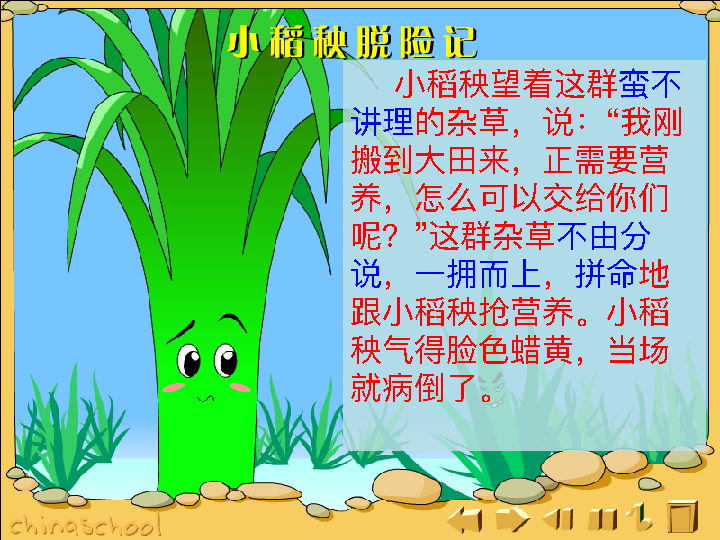 小稻秧脱险记
小稻秧望着这群蛮不
讲理的杂草，说：“我刚
搬到大田来，正需要营
养，怎么可以交给你们
呢？”这群杂草不由分
说，一拥而上，拼命地
跟小稻秧抢营养。小稻
秧气得脸色蜡黄，当场
就病倒了。
chinaschool